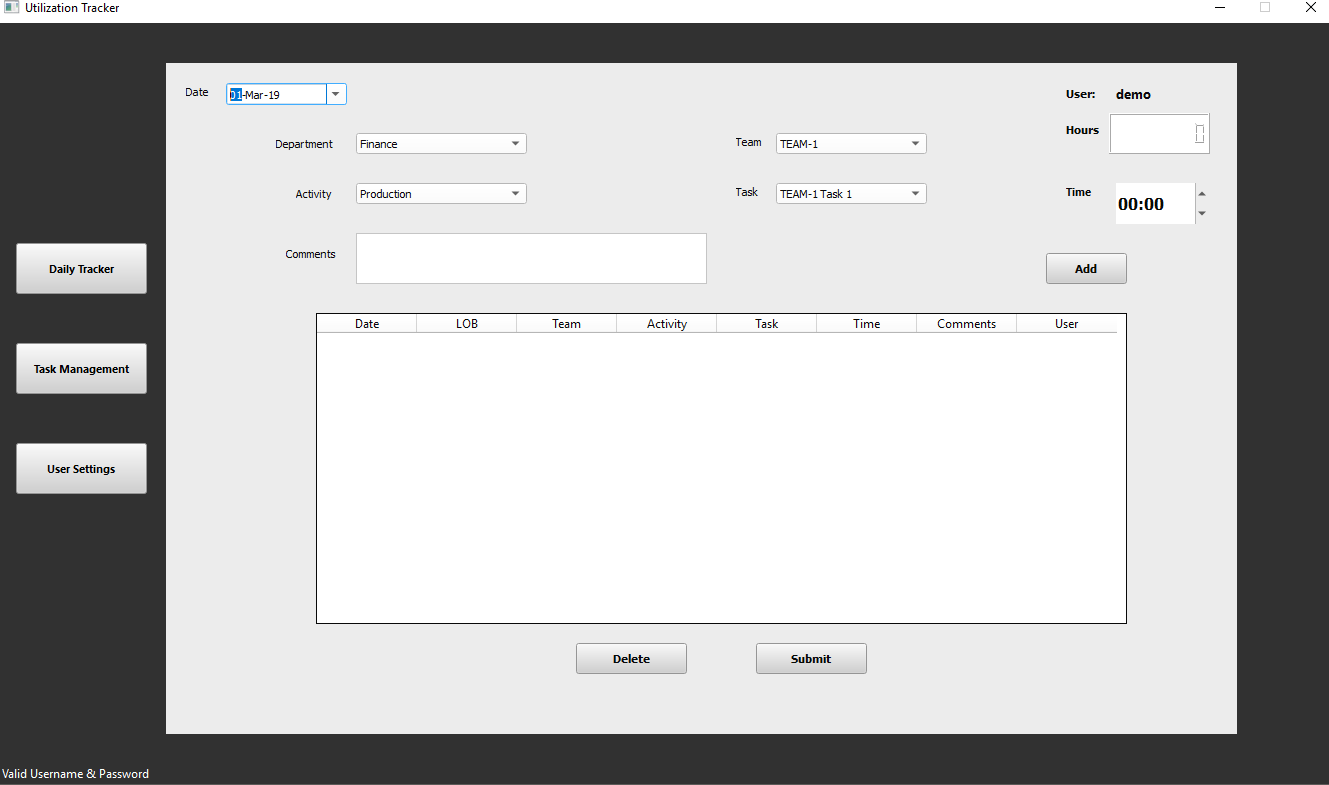 Utilization Tracker
Date 01-Mar-19 User: demo
Hours 0
Department Finance Team TEAM-1
Activity Production Task TEAM-1 Task 1 Time 00:00
Comments
Add
Daily Tracker
Task Management
User Settings
Date LOB Team Activity Task Time Comments User
Delete Submit
Valid Username & Password